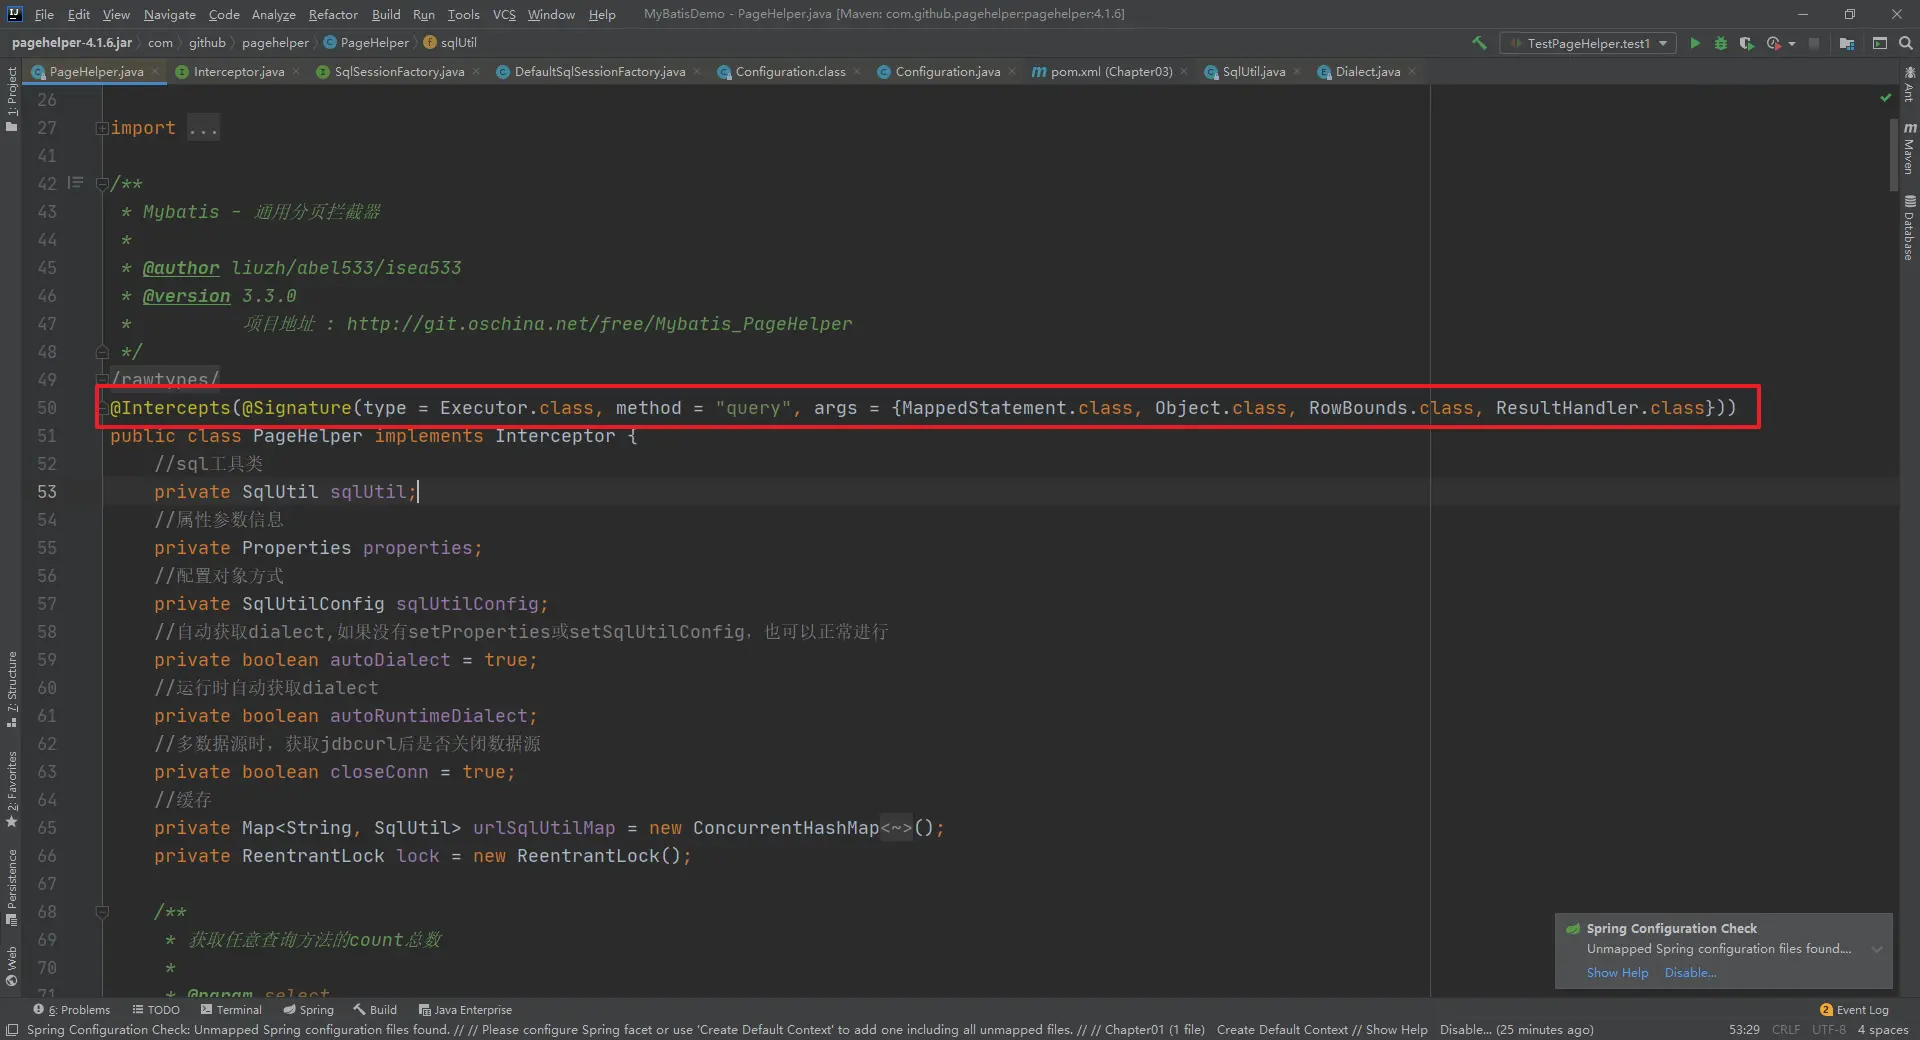 File Edit View Navigate Code Analyze Refactor Build Run Tools VCS Window Help MyBatisDemo - PageHelper.java [Maven: com.github.pagehelper:pagehelper:4.1.6]
pagehelper-4.1.6.jar com github pagehelper PageHelper sqlUtil TestPageHelper.test1
PageHelper.java Interceptor.java SqlSessionFactory.java DefaultSqlSessionFactory.java Configuration.class Configuration.java pom.xml (Chapter03) SqlUtil.java Dialect.java
1: Project
7: Structure
2: Favorites
Persistence
Web
Ant
Maven
Database
26
27 import ...
41
42 /**
43 * Mybatis - 通用分页拦截器
44 *
45 * @author liuzh/abel533/isea533
46 * @version 3.3.0
47 * 项目地址 : http://git.oschina.net/free/Mybatis_PageHelper
48 */
49 /rawtypes/
50 @Intercepts(@Signature(type = Executor.class, method = "query", args = {MappedStatement.class, Object.class, RowBounds.class, ResultHandler.class}))
51 public class PageHelper implements Interceptor {
52 //sql工具类
53 private SqlUtil sqlUtil;
54 //属性参数信息
55 private Properties properties;
56 //配置对象方式
57 private SqlUtilConfig sqlUtilConfig;
58 //自动获取dialect,如果没有setProperties或setSqlUtilConfig，也可以正常进行
59 private boolean autoDialect = true;
60 //运行时自动获取dialect
61 private boolean autoRuntimeDialect;
62 //多数据源时，获取jdbcurl后是否关闭数据源
63 private boolean closeConn = true;
64 //缓存
65 private Map<String, SqlUtil> urlSqlUtilMap = new ConcurrentHashMap<~>();
66 private ReentrantLock lock = new ReentrantLock();
67
68 /**
69 * 获取任意查询方法的count总数
70 *
71 * @param select
Spring Configuration Check
Unmapped Spring configuration files found....
Show Help Disable...
6: Problems TODO Terminal Spring Build Java Enterprise 2 Event Log
Spring Configuration Check: Unmapped Spring configuration files found. // // Please configure Spring facet or use 'Create Default Context' to add one including all unmapped files. // // Chapter01 (1 file) Create Default Context // Show Help Disable... (25 minutes ago) 53:29 CRLF UTF-8 4 spaces